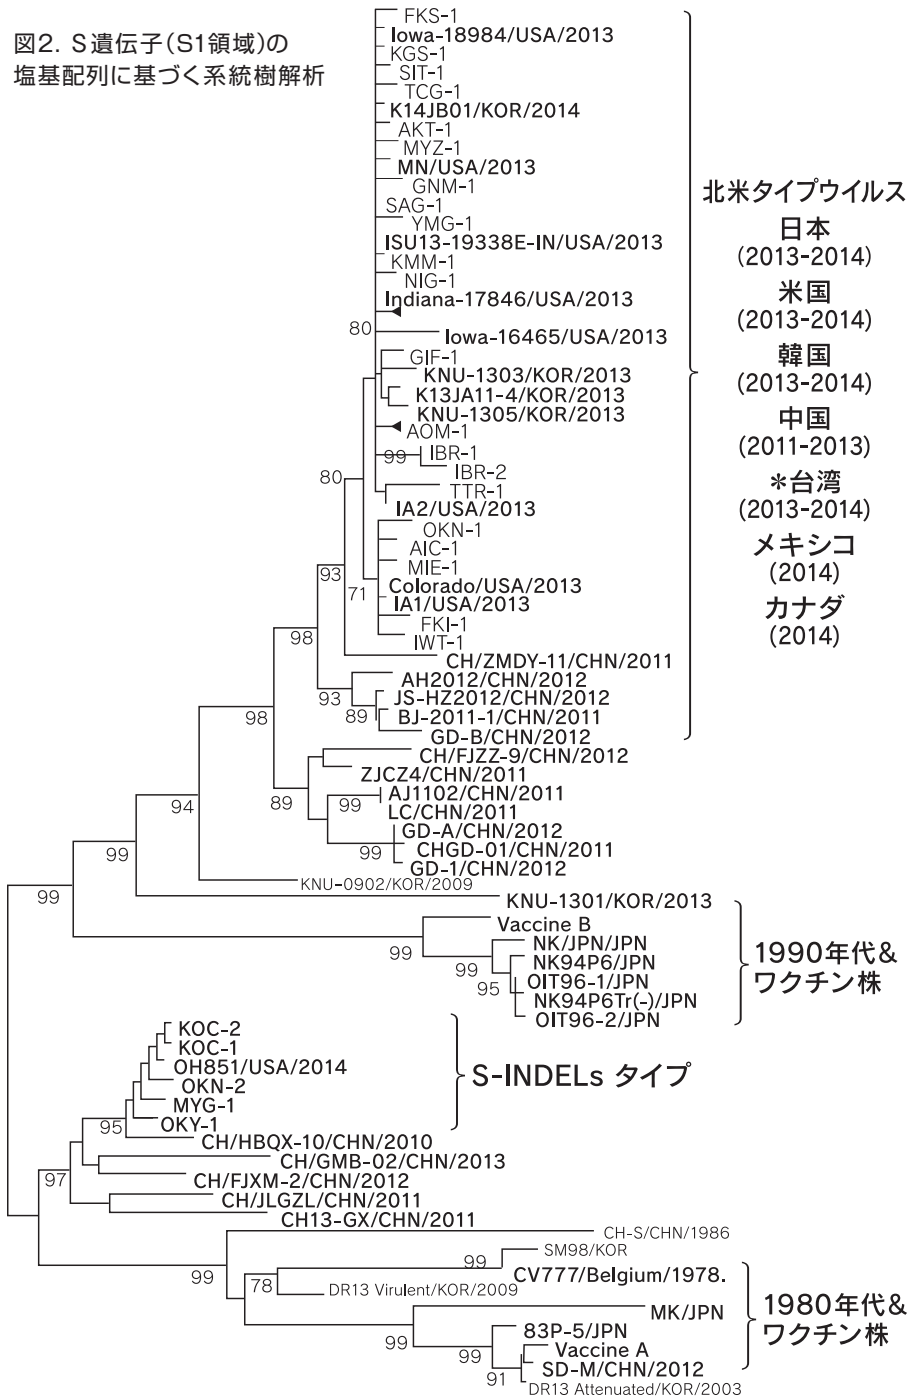 図2. S遺伝子(S1領域)の
塩基配列に基づく系統樹解析
FKS-1
Iowa-18984/USA/2013
KGS-1
SIT-1
TCG-1
K14JB01/KOR/2014
AKT-1
MYZ-1
MN/USA/2013
GNM-1
SAG-1
YMG-1
ISU13-19338E-IN/USA/2013
KMM-1
NIG-1
Indiana-17846/USA/2013
80
Iowa-16465/USA/2013
GIF-1
KNU-1303/KOR/2013
K13JA11-4/KOR/2013
KNU-1305/KOR/2013
AOM-1
99
IBR-1
IBR-2
80
TTR-1
IA2/USA/2013
OKN-1
AIC-1
MIE-1
93
71
Colorado/USA/2013
IA1/USA/2013
FKI-1
IWT-1
98
CH/ZMDY-11/CHN/2011
AH2012/CHN/2012
93
JS-HZ2012/CHN/2012
89
BJ-2011-1/CHN/2011
98
GD-B/CHN/2012
北米タイプウイルス
日本
(2013-2014)
米国
(2013-2014)
韓国
(2013-2014)
中国
(2011-2013)
*台湾
(2013-2014)
メキシコ
(2014)
カナダ
(2014)
CH/FJZZ-9/CHN/2012
ZJCZ4/CHN/2011
89
99
AJ1102/CHN/2011
94
LC/CHN/2011
GD-A/CHN/2012
99
CHGD-01/CHN/2011
99
GD-1/CHN/2012
KNU-0902/KOR/2009
99
KNU-1301/KOR/2013
Vaccine B
99
NK/JPN/JPN
99
NK94P6/JPN
95
OIT96-1/JPN
NK94P6Tr(-)/JPN
OIT96-2/JPN
1990年代&
ワクチン株
KOC-2
KOC-1
OH851/USA/2014
OKN-2
MYG-1
95
OKY-1
S-INDELs タイプ
CH/HBQX-10/CHN/2010
CH/GMB-02/CHN/2013
97
CH/FJXM-2/CHN/2012
CH/JLGZL/CHN/2011
CH13-GX/CHN/2011
CH-S/CHN/1986
99
SM98/KOR
99
78
CV777/Belgium/1978.
DR13 Virulent/KOR/2009
MK/JPN
99
83P-5/JPN
99
Vaccine A
91
SD-M/CHN/2012
DR13 Attenuated/KOR/2003
1980年代&
ワクチン株